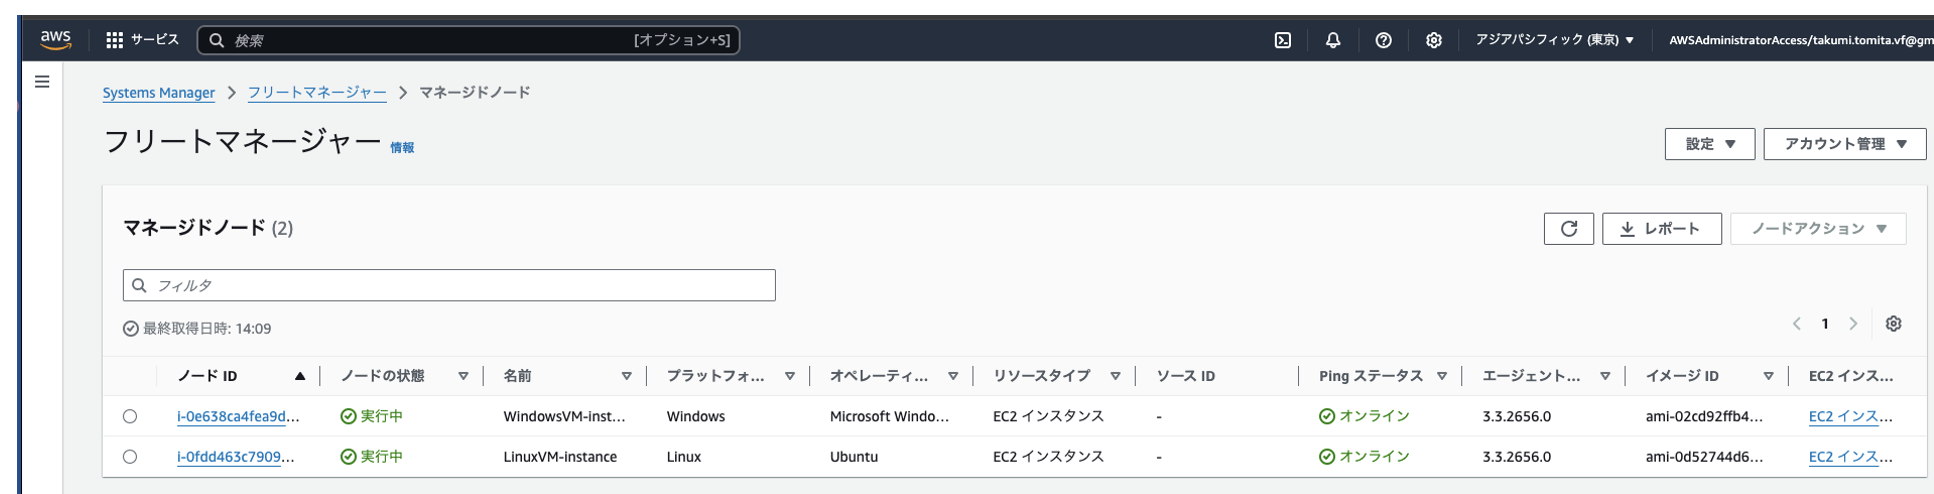 aws サービス 検索 [オプション+S] アジアパシフィック (東京) ▼ AWSAdministratorAccess/takumi.tomita.vf@gm
Systems Manager > フリートマネージャー > マネージドノード
フリートマネージャー 情報 設定 ▼ アカウント管理 ▼
マネージドノード (2) レポート ノードアクション ▼
フィルタ
最終取得日時: 14:09
< 1 >
ノード ID ノードの状態 名前 プラットフォ... オペレーティ... リソースタイプ ソース ID Ping ステータス エージェント... イメージ ID EC2 インス...
i-0e638ca4fea9d... 実行中 WindowsVM-inst... Windows Microsoft Windo... EC2 インスタンス - オンライン 3.3.2656.0 ami-02cd92ffb4... EC2 インス...
i-0fdd463c7909... 実行中 LinuxVM-instance Linux Ubuntu EC2 インスタンス - オンライン 3.3.2656.0 ami-0d52744d6... EC2 インス...